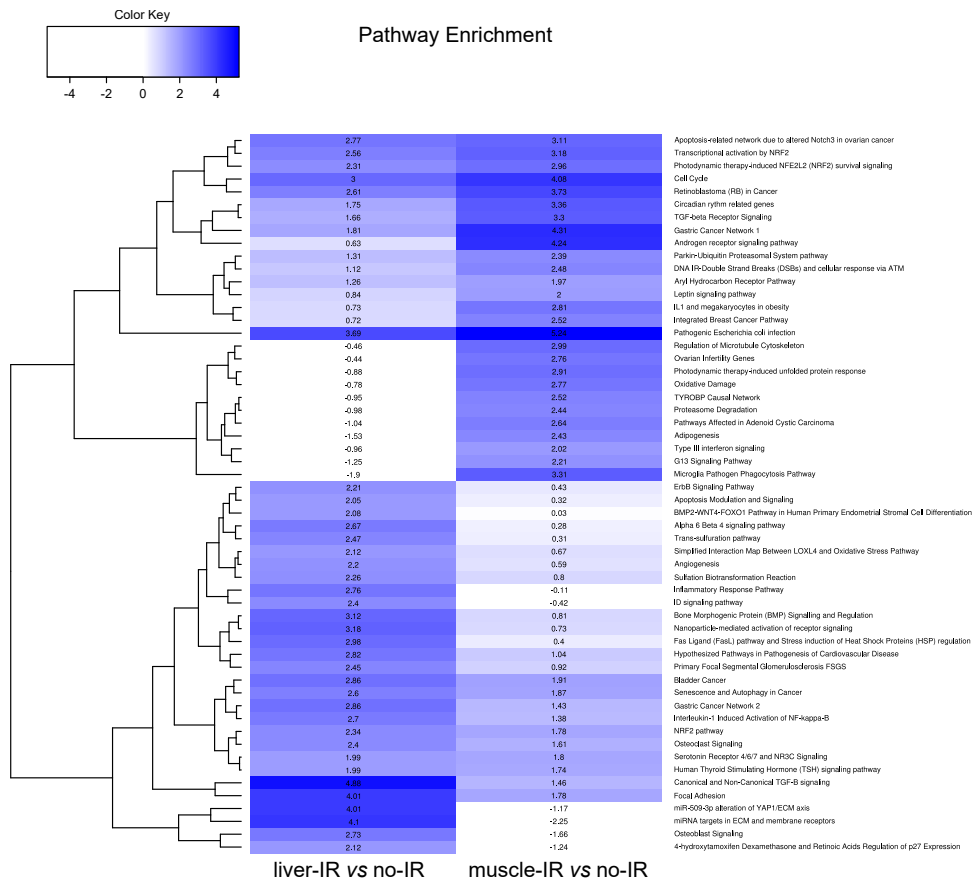 Color Key
Pathway Enrichment
-4 -2 0 2 4
2.77 3.11 Apoptosis-related network due to altered Notch3 in ovarian cancer
2.56 3.18 Transcriptional activation by NRF2
2.31 2.96 Photodynamic therapy-induced NFE2L2 (NRF2) survival signaling
3 4.08 Cell Cycle
2.61 3.73 Retinoblastoma (RB) in Cancer
1.75 3.36 Circadian rythm related genes
1.66 3.3 TGF-beta Receptor Signaling
1.81 4.31 Gastric Cancer Network 1
0.63 4.24 Androgen receptor signaling pathway
1.31 2.39 Parkin-Ubiquitin Proteasomal System pathway
1.12 2.48 DNA IR-Double Strand Breaks (DSBs) and cellular response via ATM
1.26 1.97 Aryl Hydrocarbon Receptor Pathway
0.84 2 Leptin signaling pathway
0.73 2.81 IL1 and megakaryocytes in obesity
0.72 2.52 Integrated Breast Cancer Pathway
3.69 Pathogenic Escherichia coli infection
-0.46 2.99 Regulation of Microtubule Cytoskeleton
-0.44 2.76 Ovarian Infertility Genes
-0.88 2.91 Photodynamic therapy-induced unfolded protein response
-0.78 2.77 Oxidative Damage
-0.95 2.52 TYROBP Causal Network
-0.98 2.44 Proteasome Degradation
-1.04 2.64 Pathways Affected in Adenoid Cystic Carcinoma
-1.53 2.43 Adipogenesis
-0.96 2.02 Type III interferon signaling
-1.25 2.21 G13 Signaling Pathway
-1.9 3.31 Microglia Pathogen Phagocytosis Pathway
2.21 0.43 ErbB Signaling Pathway
2.05 0.32 Apoptosis Modulation and Signaling
2.08 0.03 BMP2-WNT4-FOXO1 Pathway in Human Primary Endometrial Stromal Cell Differentiation
2.67 0.28 Alpha 6 Beta 4 signaling pathway
2.47 0.31 Trans-sulfuration pathway
2.12 0.67 Simplified Interaction Map Between LOXL4 and Oxidative Stress Pathway
2.2 0.59 Angiogenesis
2.26 0.8 Sulfation Biotransformation Reaction
2.76 -0.11 Inflammatory Response Pathway
2.4 -0.42 ID signaling pathway
3.12 0.81 Bone Morphogenic Protein (BMP) Signalling and Regulation
3.18 0.73 Nanoparticle-mediated activation of receptor signaling
2.98 0.4 Fas Ligand (FasL) pathway and Stress induction of Heat Shock Proteins (HSP) regulation
2.82 1.04 Hypothesized Pathways in Pathogenesis of Cardiovascular Disease
2.45 0.92 Primary Focal Segmental Glomerulosclerosis FSGS
2.86 1.91 Bladder Cancer
2.6 1.87 Senescence and Autophagy in Cancer
2.86 1.43 Gastric Cancer Network 2
2.7 1.38 Interleukin-1 Induced Activation of NF-kappa-B
2.34 1.78 NRF2 pathway
2.4 1.61 Osteoclast Signaling
1.99 1.8 Serotonin Receptor 4/6/7 and NR3C Signaling
1.99 1.74 Human Thyroid Stimulating Hormone (TSH) signaling pathway
4.88 1.46 Canonical and Non-Canonical TGF-B signaling
4.01 1.78 Focal Adhesion
4.01 -1.17 miR-509-3p alteration of YAP1/ECM axis
4.1 -2.25 miRNA targets in ECM and membrane receptors
2.73 -1.66 Osteoblast Signaling
2.12 -1.24 4-hydroxytamoxifen Dexamethasone and Retinoic Acids Regulation of p27 Expression
liver-IR vs no-IR muscle-IR vs no-IR